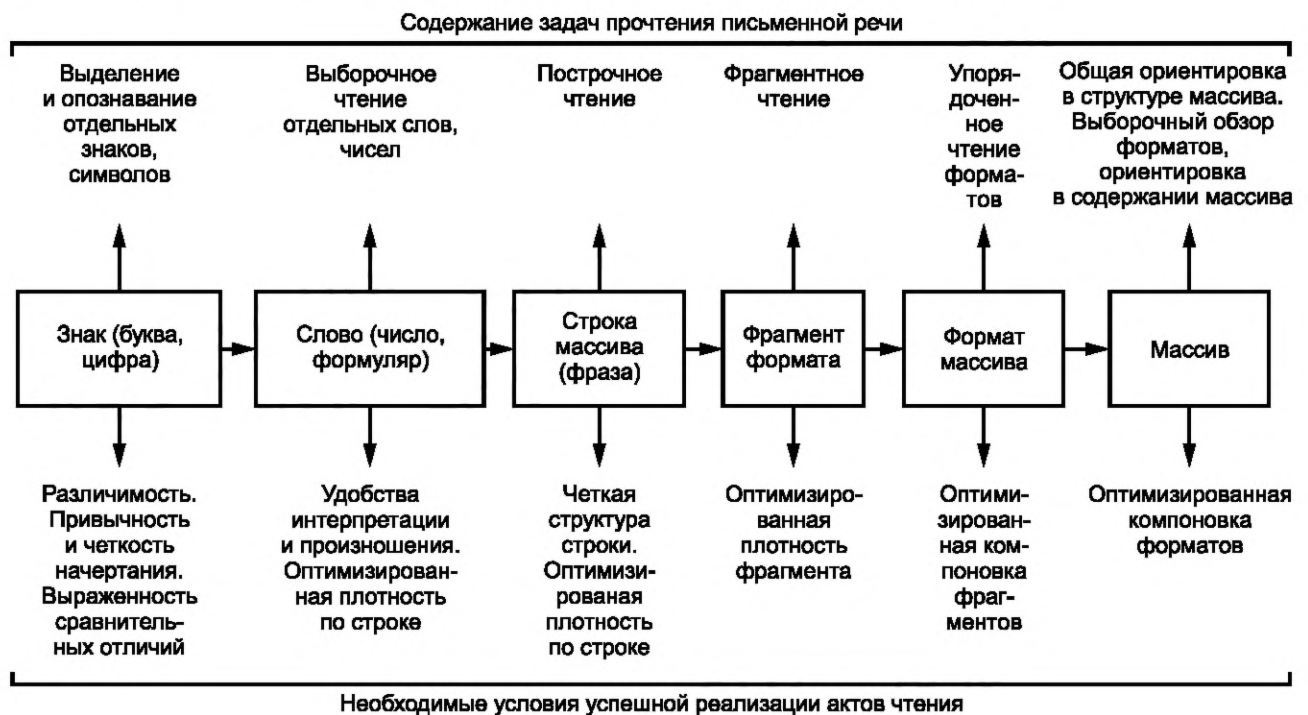 Содержание задач прочтения письменной речи
Выделение
и опознавание
отдельных
знаков,
символов
Выборочное
чтение
отдельных слов,
чисел
Построчное
чтение
Фрагментное
чтение
Упоря-
дочен-
ное
чтение
форма-
тов
Общая ориентировка
в структуре массива.
Выборочный обзор
форматов,
ориентировка
в содержании массива
Знак (буква,
цифра)
Слово (число,
формуляр)
Строка
массива
(фраза)
Фрагмент
формата
Формат
массива
Массив
Различимость.
Привычность
и четкость
начертания.
Выраженность
сравнитель-
ных отличий
Удобства
интерпретации
и произношения.
Оптимизирован-
ная плотность
по строке
Четкая
структура
строки.
Оптимизи-
рованая
плотность
по строке
Оптимизиро-
ванная
плотность
фрагмента
Оптими-
зирован-
ная ком-
поновка
фраг-
ментов
Оптимизированная
компоновка
форматов
Необходимые условия успешной реализации актов чтения